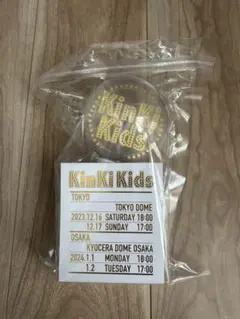 KinKi
Kids
KinKi Kids
TOKYO
TOKYO DOME
2023.12.16 SATURDAY 18:00
12.17 SUNDAY 17:00
OSAKA
KYOCERA DOME OSAKA
2024.1.1 MONDAY 18:00
1.2 TUESDAY 17:00